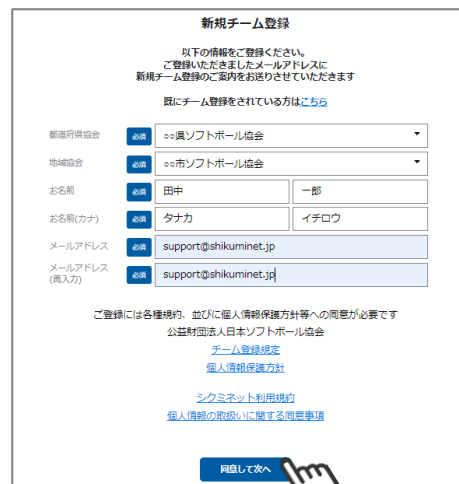 新規チーム登録
以下の情報をご登録ください。
ご登録いただきましたメールアドレスに
新規チーム登録のご案内をお送りさせていただきます
既にチーム登録をされている方はこちら
都道府県協会 必須 ○○県ソフトボール協会
地域協会 必須 ○○市ソフトボール協会
お名前 必須 田中 一郎
お名前(カナ) 必須 タナカ イチロウ
メールアドレス 必須 support@shikuminet.jp
メールアドレス
(再入力) 必須 support@shikuminet.jp
ご登録には各種規約、並びに個人情報保護方針等への同意が必要です
公益財団法人日本ソフトボール協会
チーム登録規定
個人情報保護方針
シクミネット利用規約
個人情報の取扱いに関する同意事項
同意して次へ